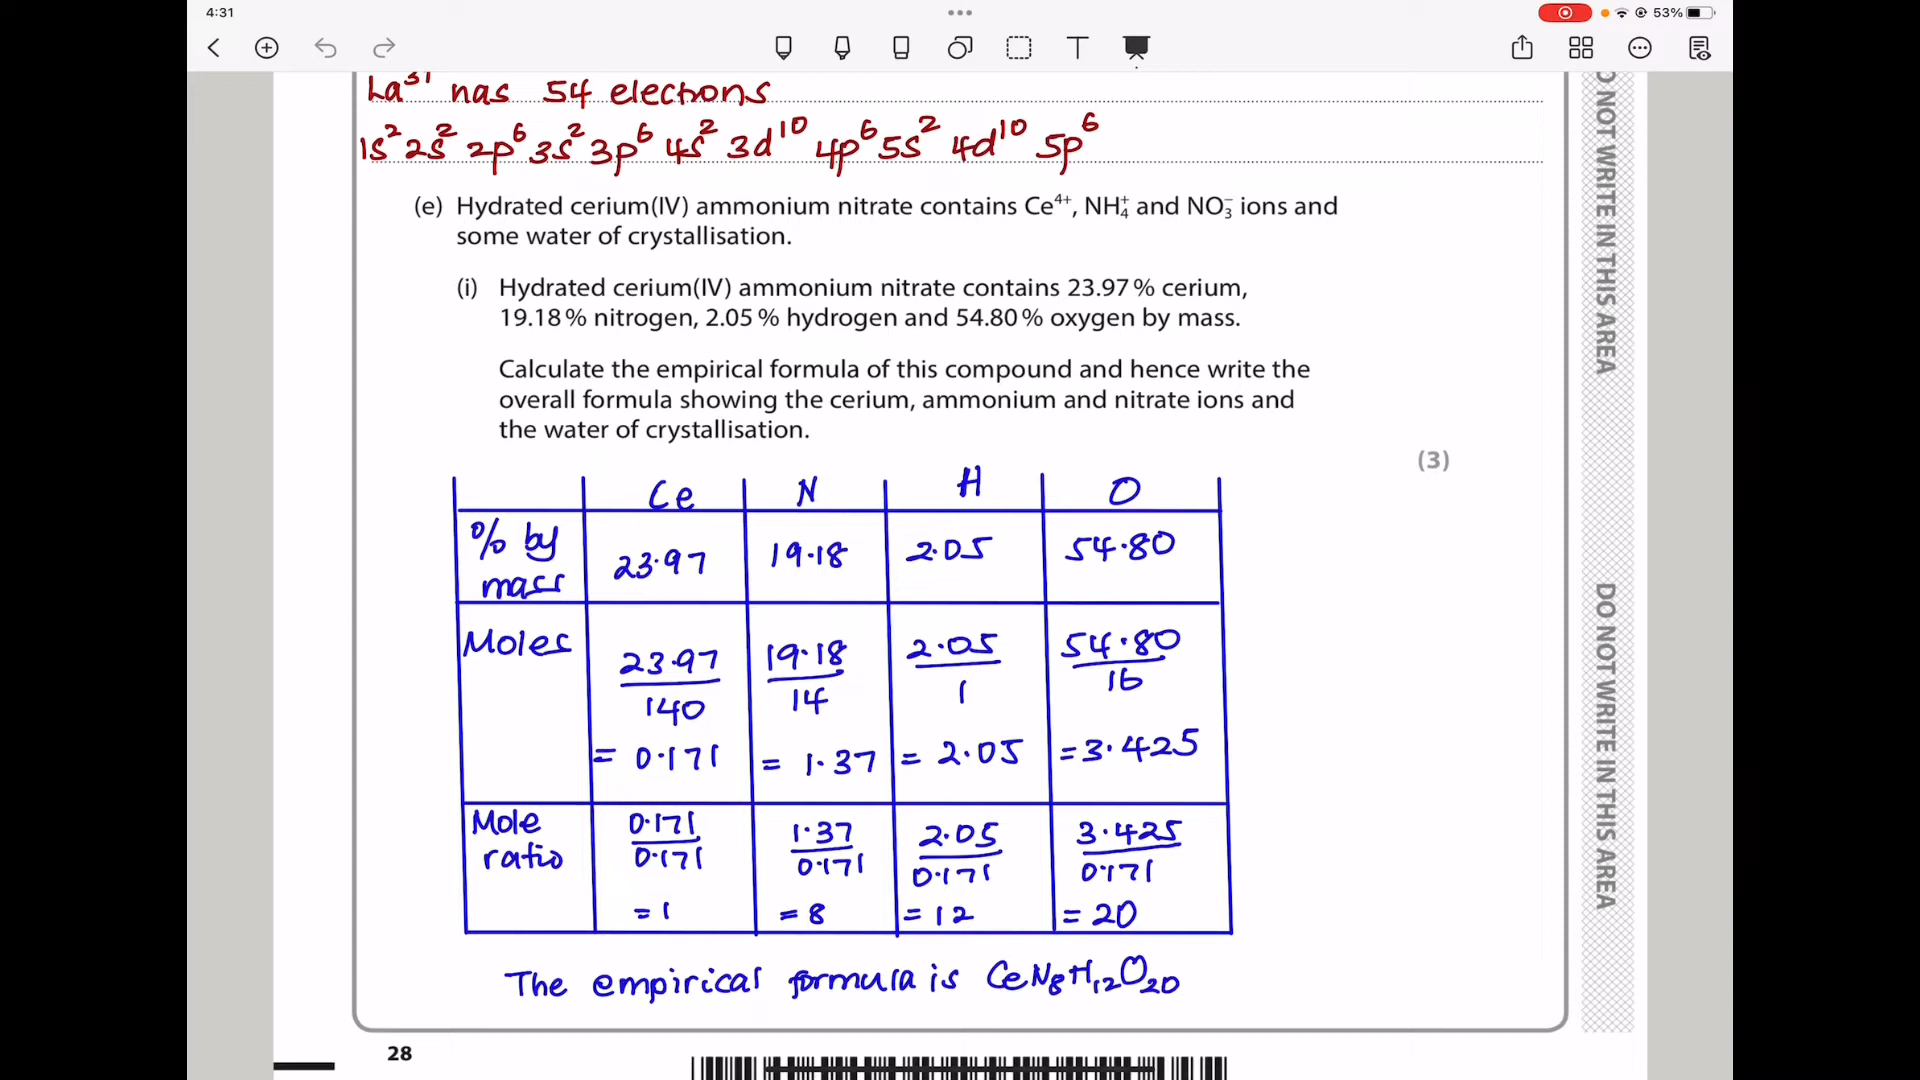 4:31
53%
La³⁺ has 54 electrons
1s² 2s² 2p⁶ 3s² 3p⁶ 4s² 3d¹⁰ 4p⁶ 5s² 4d¹⁰ 5p⁶
(e) Hydrated cerium(IV) ammonium nitrate contains Ce⁴⁺, NH₄⁺ and NO₃⁻ ions and
some water of crystallisation.
(i) Hydrated cerium(IV) ammonium nitrate contains 23.97% cerium,
19.18% nitrogen, 2.05% hydrogen and 54.80% oxygen by mass.
Calculate the empirical formula of this compound and hence write the
overall formula showing the cerium, ammonium and nitrate ions and
the water of crystallisation.
(3)
Ce N H O
% by mass 23.97 19.18 2.05 54.80
Moles 23.97/140 19.18/14 2.05/1 54.80/16
= 0.171 = 1.37 = 2.05 = 3.425
Mole ratio 0.171/0.171 1.37/0.171 2.05/0.171 3.425/0.171
= 1 = 8 = 12 = 20
The empirical formula is CeN₈H₁₂O₂₀
28
O NOT WRITE IN THIS AREA
DO NOT WRITE IN THIS AREA